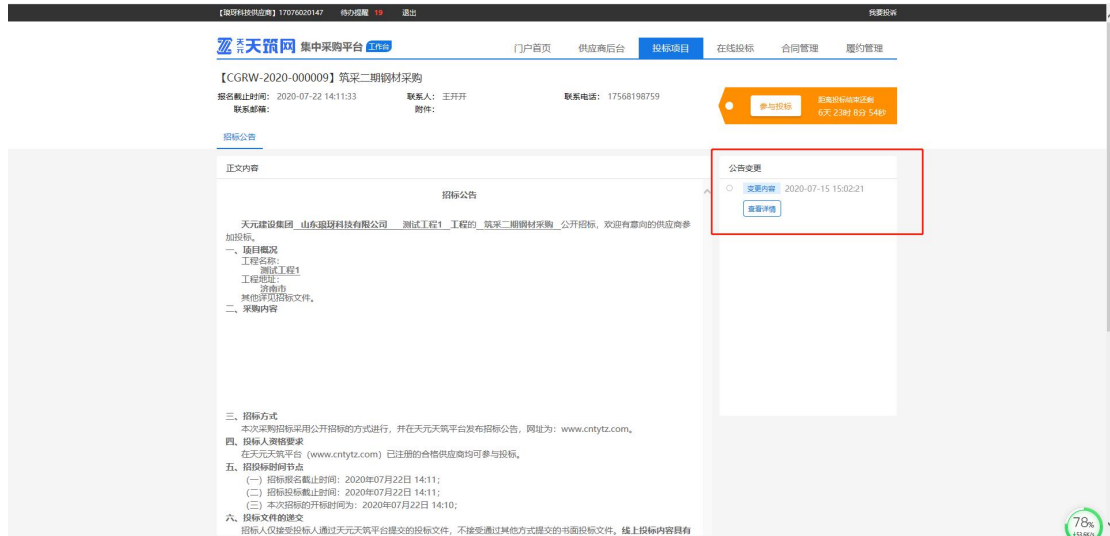 【琅琊科技供应商】17076020147 待办提醒 19 退出 我要投诉
天元天筑网 集中采购平台 工作台 门户首页 供应商后台 投标项目 在线投标 合同管理 履约管理
【CGRW-2020-000009】筑采二期钢材采购
报名截止时间： 2020-07-22 14:11:33 联系人： 王开开 联系电话： 17568198759
联系邮箱： 附件：
参与投标 距离投标结束还剩
6天 23时 8分 54秒
招标公告
正文内容
招标公告
天元建设集团 山东琅琊科技有限公司 测试工程1 工程的 筑采二期钢材采购 公开招标，欢迎有意向的供应商参
加投标。
一、项目概况
工程名称：
测试工程1
工程地址：
济南市
其他详见招标文件。
二、采购内容
三、招标方式
本次采购招标采用公开招标的方式进行，并在天元天筑平台发布招标公告，网址为：www.cntytz.com。
四、投标人资格要求
在天元天筑平台（www.cntytz.com）已注册的合格供应商均可参与投标。
五、招投标时间节点
(一) 招标报名截止时间：2020年07月22日 14:11;
(二) 招标投标截止时间：2020年07月22日 14:11;
(三) 本次招标的开标时间为：2020年07月22日 14:10;
六、投标文件的递交
招标人仅接受投标人通过天元天筑平台提交的投标文件，不接受通过其他方式提交的书面投标文件。线上投标内容具有
公告变更
变更内容 2020-07-15 15:02:21
查看详情
78%